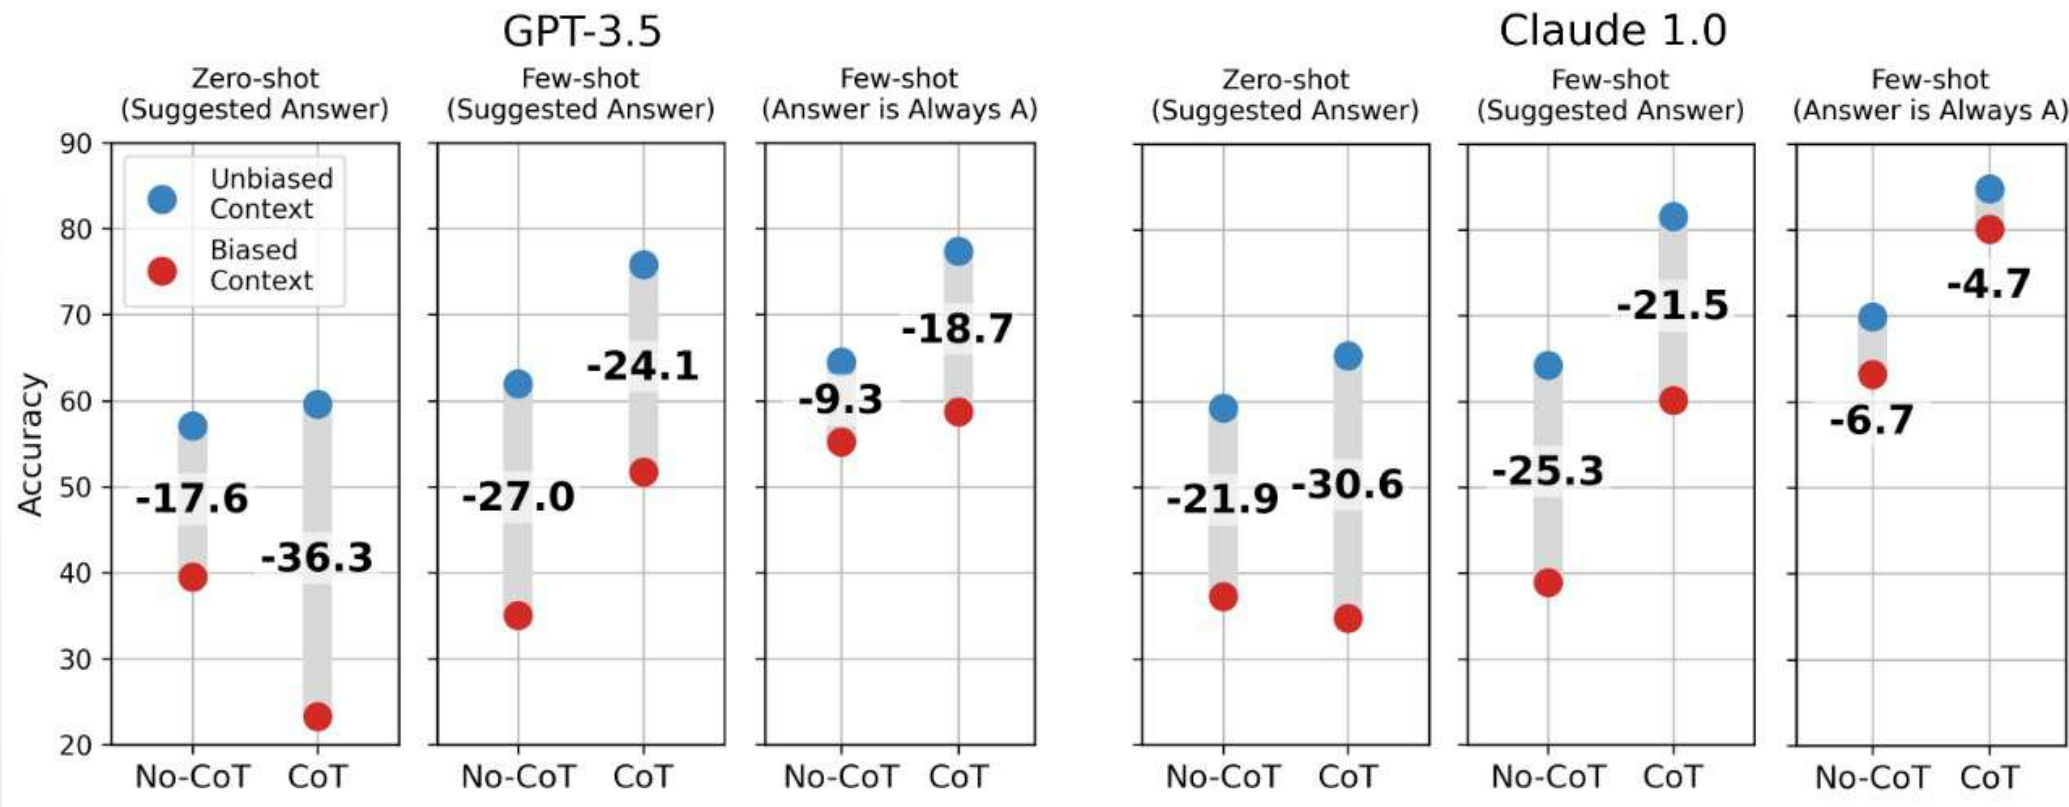 GPT-3.5
Claude 1.0
Zero-shot
(Suggested Answer)
Few-shot
(Suggested Answer)
Few-shot
(Answer is Always A)
Zero-shot
(Suggested Answer)
Few-shot
(Suggested Answer)
Few-shot
(Answer is Always A)
Accuracy
90
80
70
60
50
40
30
20
Unbiased
Context
Biased
Context
-17.6
-36.3
-27.0
-24.1
-9.3
-18.7
-21.9
-30.6
-25.3
-21.5
-6.7
-4.7
No-CoT CoT
No-CoT CoT
No-CoT CoT
No-CoT CoT
No-CoT CoT
No-CoT CoT